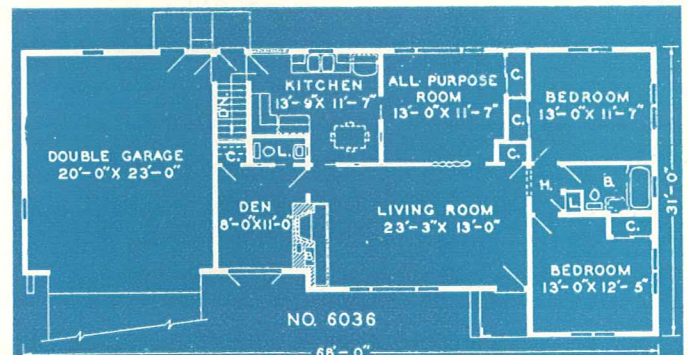 KITCHEN
13'-9" X 11'-7"
ALL PURPOSE
ROOM
13'-0" X 11'-7"
C.
C.
C.
BEDROOM
13'-0" X 11'-7"
DN.
C.
L.
DOUBLE GARAGE
20'-0" X 23'-0"
DEN
8'-0" X 11'-0"
B.
LIVING ROOM
23'-3" X 13'-0"
H.
L.
B.
C.
BEDROOM
13'-0" X 12'-5"
31'-0"
NO. 6036
68'-0"